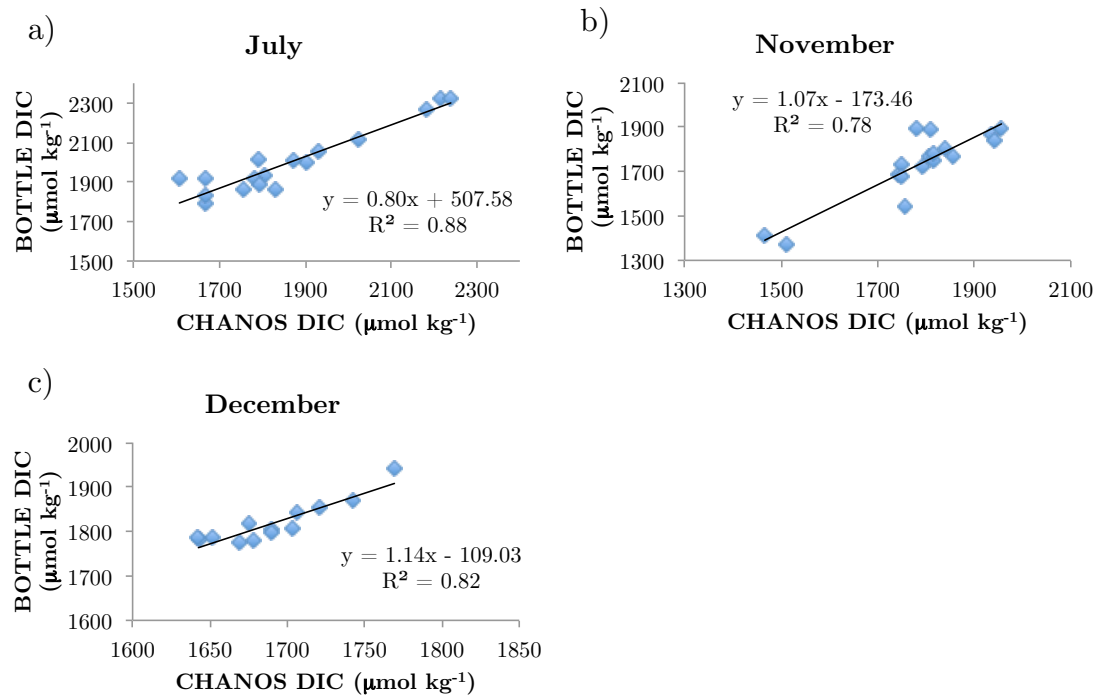 a)
July
BOTTLE DIC
(µmol kg⁻¹)
2300
2100
1900
1700
1500
y = 0.80x + 507.58
R² = 0.88
1500 1700 1900 2100 2300
CHANOS DIC (µmol kg⁻¹)
b)
November
BOTTLE DIC
(µmol kg⁻¹)
2100
1900
1700
1500
1300
y = 1.07x - 173.46
R² = 0.78
1300 1500 1700 1900 2100
CHANOS DIC (µmol kg⁻¹)
c)
December
BOTTLE DIC
(µmol kg⁻¹)
2000
1900
1800
1700
1600
y = 1.14x - 109.03
R² = 0.82
1600 1650 1700 1750 1800 1850
CHANOS DIC (µmol kg⁻¹)